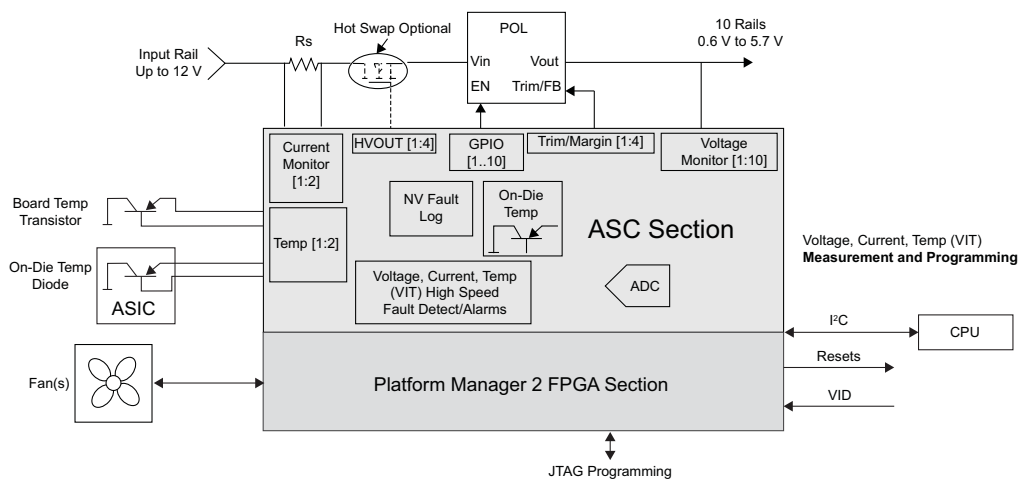 Hot Swap Optional
POL
10 Rails
0.6 V to 5.7 V
Input Rail
Up to 12 V
Rs
Vin
Vout
EN
Trim/FB
Current
Monitor
[1:2]
HVOUT [1:4]
GPIO
[1..10]
Trim/Margin [1:4]
Voltage
Monitor [1:10]
NV Fault
Log
On-Die
Temp
ASC Section
Board Temp
Transistor
Temp [1:2]
Voltage, Current, Temp (VIT)
Measurement and Programming
On-Die Temp
Diode
ASIC
Voltage, Current, Temp
(VIT) High Speed
Fault Detect/Alarms
ADC
I²C
CPU
Resets
Fan(s)
Platform Manager 2 FPGA Section
VID
JTAG Programming